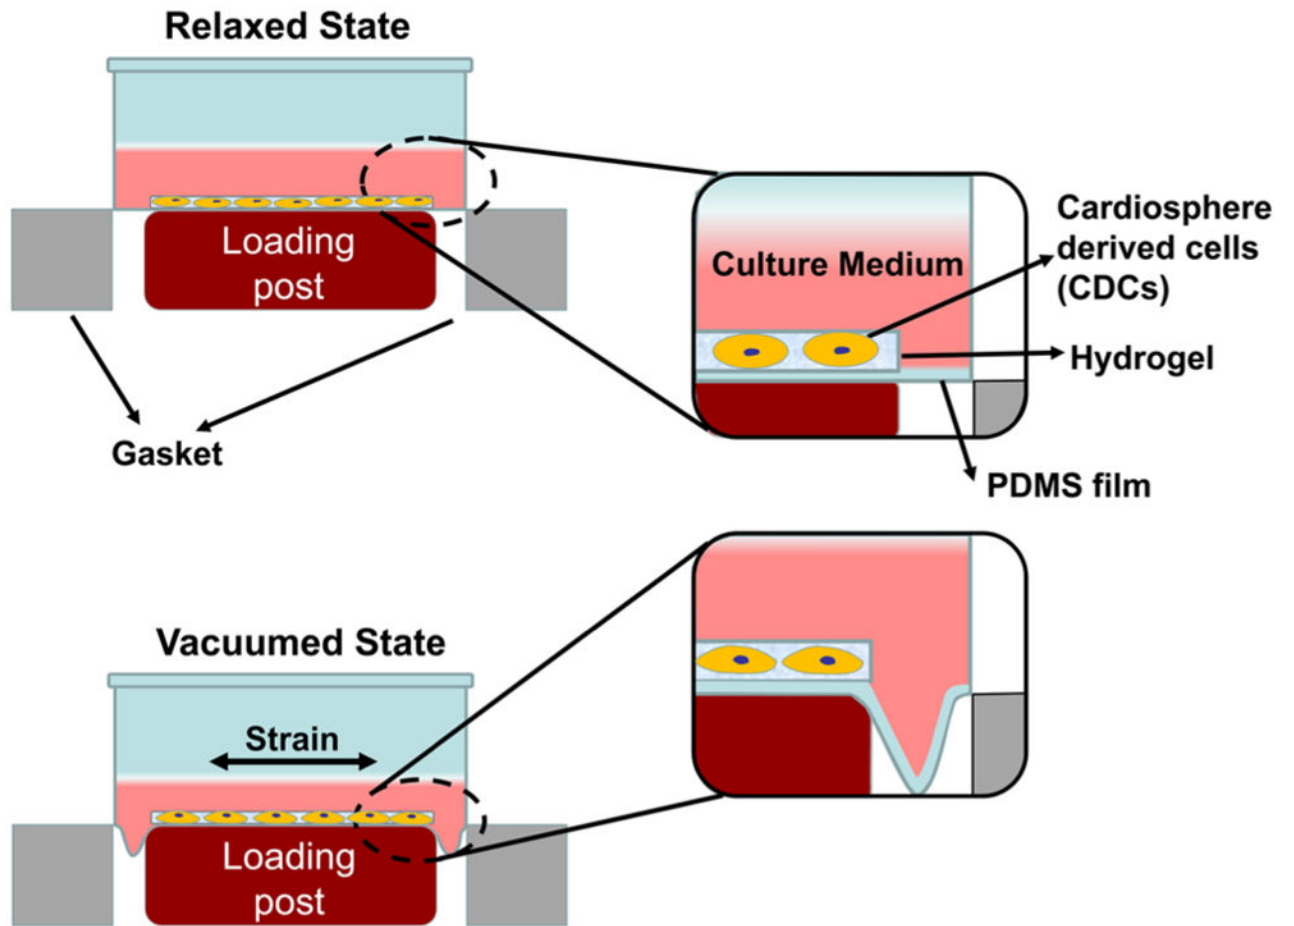 Relaxed State
Loading
post
Gasket
Culture Medium
Cardiosphere
derived cells
(CDCs)
Hydrogel
PDMS film
Vacuumed State
Strain
Loading
post